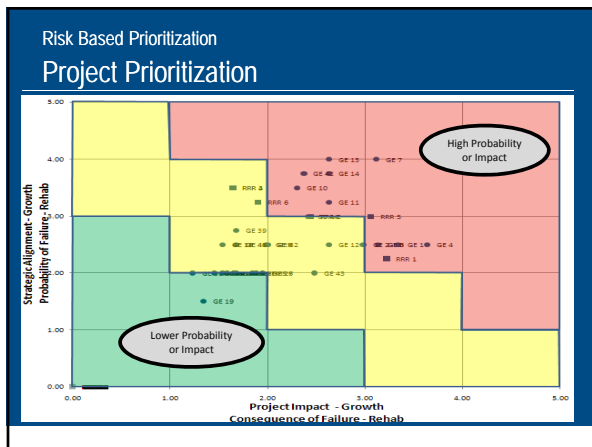 Risk Based Prioritization
Project Prioritization
Strategic Alignment - Growth
Probability of Failure - Rehab
5.00
4.00
3.00
2.00
1.00
0.00
High Probability
or Impact
GE 15
GE 7
GE 14
RRR
GE 10
RRR 6
GE 11
RRR 5
GE 39
GE 12
GE 4
RRR 1
GE 43
GE 19
Lower Probability
or Impact
0.00 1.00 2.00 3.00 4.00 5.00
Project Impact - Growth
Consequence of Failure - Rehab